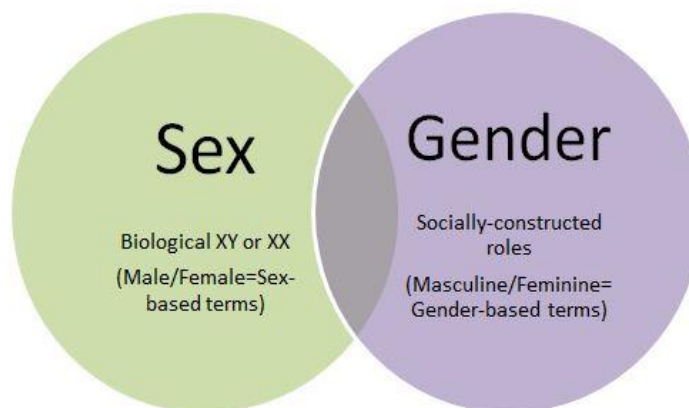 Sex
Biological XY or XX
(Male/Female=Sex-
based terms)
Gender
Socially-constructed
roles
(Masculine/Feminine=
Gender-based terms)